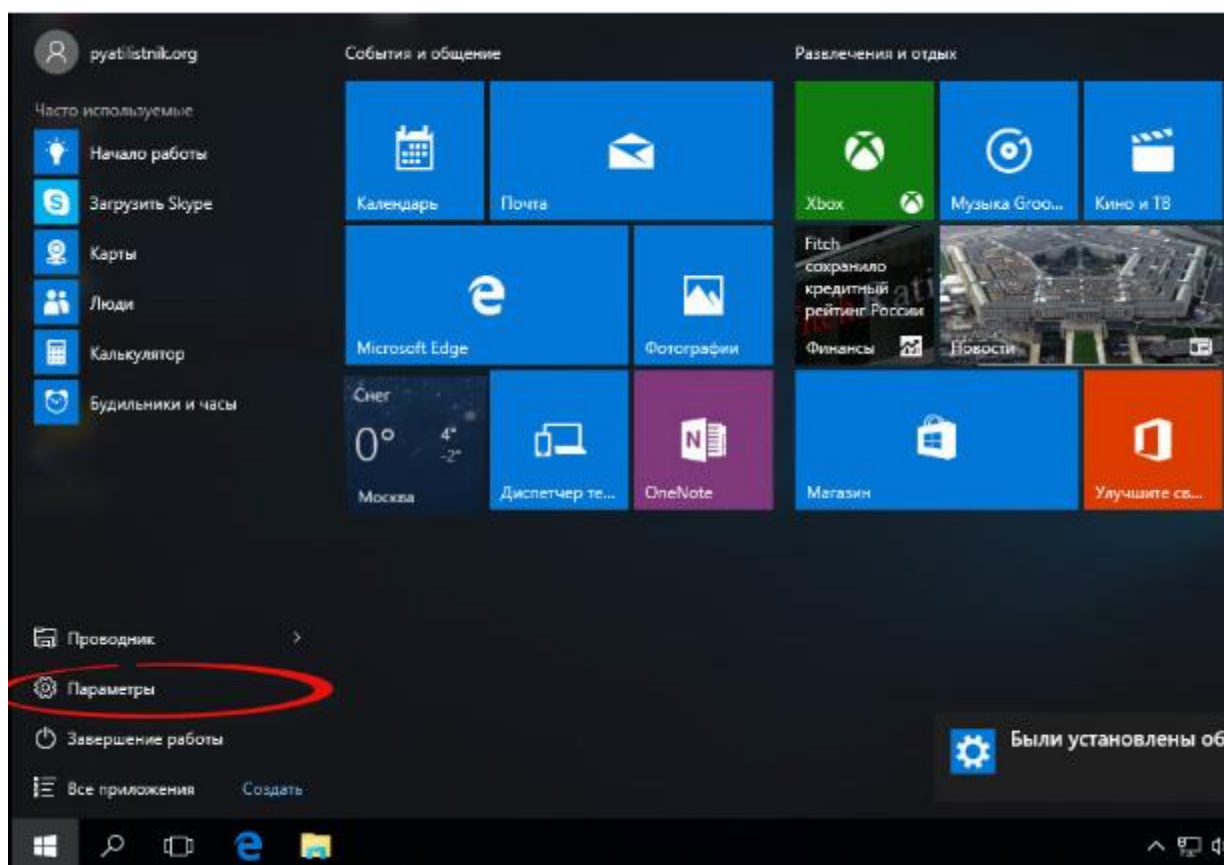 pyatilistnik.org
Часто используемые
Начало работы
Загрузить Skype
Карты
Люди
Калькулятор
Будильники и часы
Проводник
Параметры
Завершение работы
Все приложения Создать
События и общение
Календарь
Почта
Microsoft Edge
Фотографии
Снег
0° 4°
-2°
Москва
Диспетчер те...
OneNote
Развлечения и отдых
Xbox
Музыка Groo...
Кино и ТВ
Fitch
сохранило
кредитный
рейтинг России
Финансы
Новости
Магазин
Улучшите св...
Были установлены об